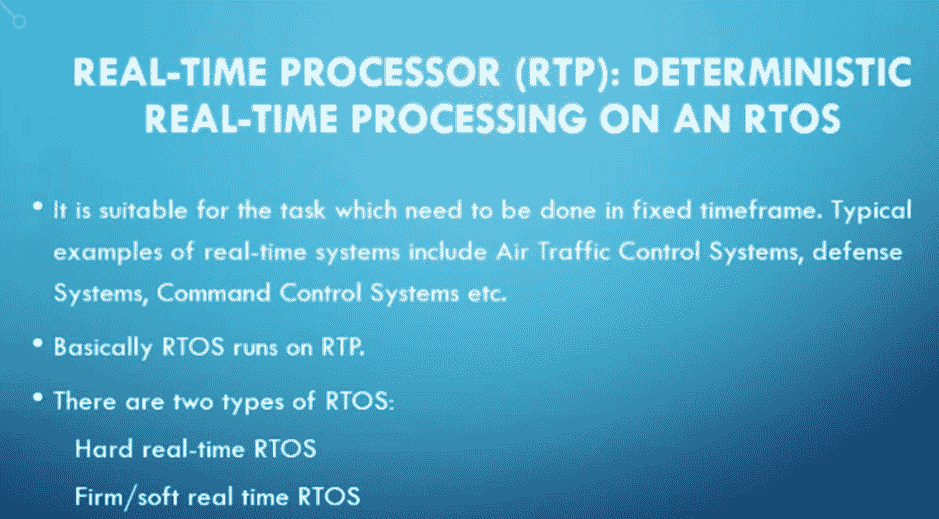 REAL-TIME PROCESSOR (RTP): DETERMINISTIC
REAL-TIME PROCESSING ON AN RTOS
• It is suitable for the task which need to be done in fixed timeframe. Typical
examples of real-time systems include Air Traffic Control Systems, defense
Systems, Command Control Systems etc.
• Basically RTOS runs on RTP.
• There are two types of RTOS:
Hard real-time RTOS
Firm/soft real time RTOS